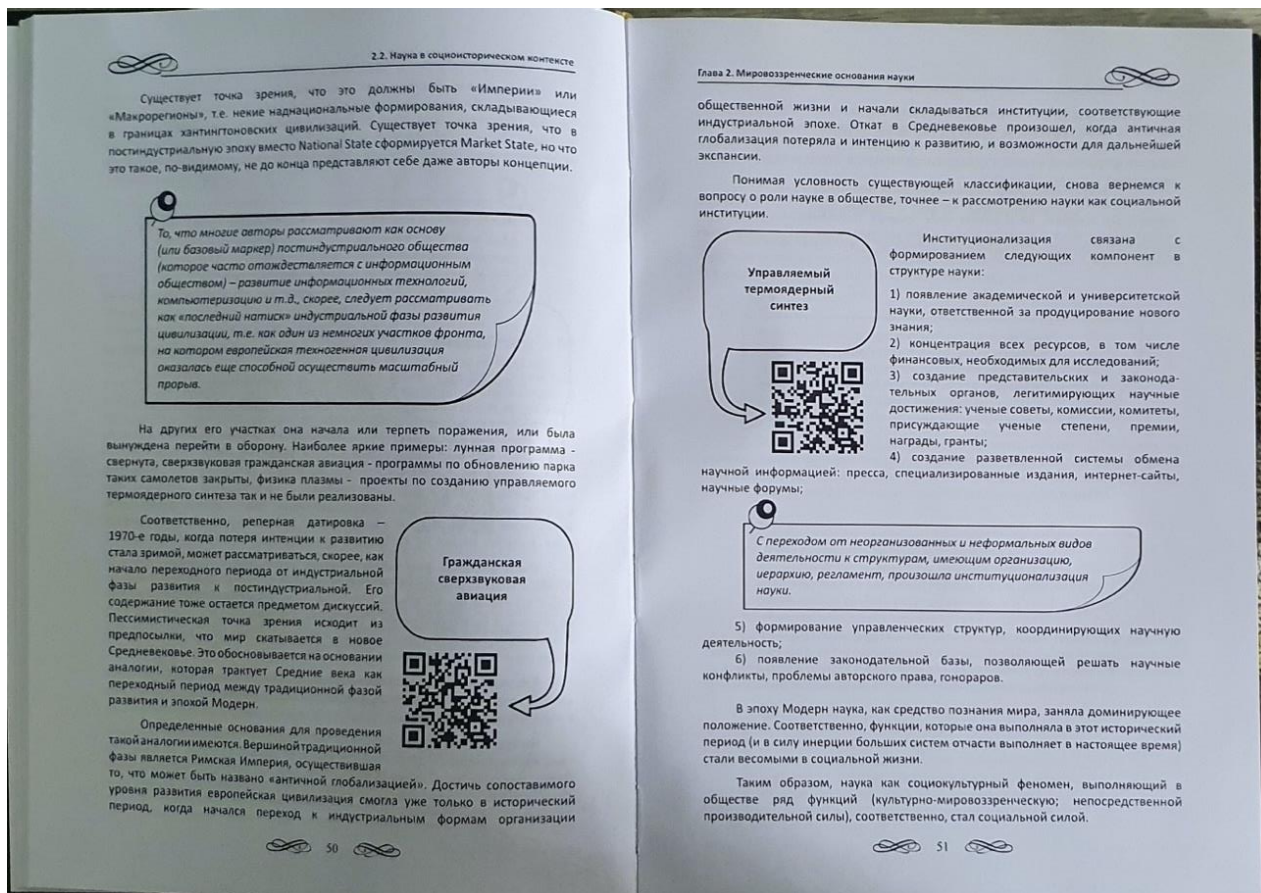 2.2. Наука в социоисторическом контексте
Существует точка зрения, что это должны быть «Империи» или
«Макрорегионы», т.е. некие наднациональные формирования, складывающиеся
в границах хантингтоновских цивилизаций. Существует точка зрения, что в
постиндустриальную эпоху вместо National State сформируется Market State, но что
это такое, по-видимому, не до конца представляют себе даже авторы концепции.
То, что многие авторы рассматривают как основу
(или базовый маркер) постиндустриального общества
(которое часто отождествляется с информационным
обществом) – развитие информационных технологий,
компьютеризацию и т.д., скорее, следует рассматривать
как «последний натиск» индустриальной фазы развития
цивилизации, т.е. как один из немногих участков фронта,
на котором европейская техногенная цивилизация
оказалась еще способной осуществить масштабный
прорыв.
На других его участках она начала или терпеть поражения, или была
вынуждена перейти в оборону. Наиболее яркие примеры: лунная программа -
свернута, сверхзвуковая гражданская авиация - программы по обновлению парка
таких самолетов закрыты, физика плазмы - проекты по созданию управляемого
термоядерного синтеза так и не были реализованы.
Соответственно, реперная датировка –
1970-е годы, когда потеря интенции к развитию
стала зримой, может рассматриваться, скорее, как
начало переходного периода от индустриальной
фазы развития к постиндустриальной. Его
содержание тоже остается предметом дискуссий.
Пессимистическая точка зрения исходит из
предпосылки, что мир скатывается в новое
Средневековье. Это обосновывается на основании
аналогии, которая трактует Средние века как
переходный период между традиционной фазой
развития и эпохой Модерн.
Гражданская
сверхзвуковая
авиация
Определенные основания для проведения
такой аналогии имеются. Вершиной традиционной
фазы является Римская Империя, осуществившая
то, что может быть названо «античной глобализацией». Достичь сопоставимого
уровня развития европейская цивилизация смогла уже только в исторический
период, когда начался переход к индустриальным формам организации
50
Глава 2. Мировоззренческие основания науки
общественной жизни и начали складываться институции, соответствующие
индустриальной эпохе. Откат в Средневековье произошел, когда античная
глобализация потеряла и интенцию к развитию, и возможности для дальнейшей
экспансии.
Понимая условность существующей классификации, снова вернемся к
вопросу о роли науке в обществе, точнее – к рассмотрению науки как социальной
институции.
Управляемый
термоядерный
синтез
Институционализация связана с
формированием следующих компонент в
структуре науки:
1) появление академической и университетской
науки, ответственной за продуцирование нового
знания;
2) концентрация всех ресурсов, в том числе
финансовых, необходимых для исследований;
3) создание представительских и законода-
тельных органов, легитимирующих научные
достижения: ученые советы, комиссии, комитеты,
присуждающие ученые степени, премии,
награды, гранты;
4) создание разветвленной системы обмена
научной информацией: пресса, специализированные издания, интернет-сайты,
научные форумы;
С переходом от неорганизованных и неформальных видов
деятельности к структурам, имеющим организацию,
иерархию, регламент, произошла институционализация
науки.
5) формирование управленческих структур, координирующих научную
деятельность;
6) появление законодательной базы, позволяющей решать научные
конфликты, проблемы авторского права, гонораров.
В эпоху Модерн наука, как средство познания мира, заняла доминирующее
положение. Соответственно, функции, которые она выполняла в этот исторический
период (и в силу инерции больших систем отчасти выполняет в настоящее время)
стали весомыми в социальной жизни.
Таким образом, наука как социокультурный феномен, выполняющий в
обществе ряд функций (культурно-мировоззренческую; непосредственной
производительной силы), соответственно, стал социальной силой.
51